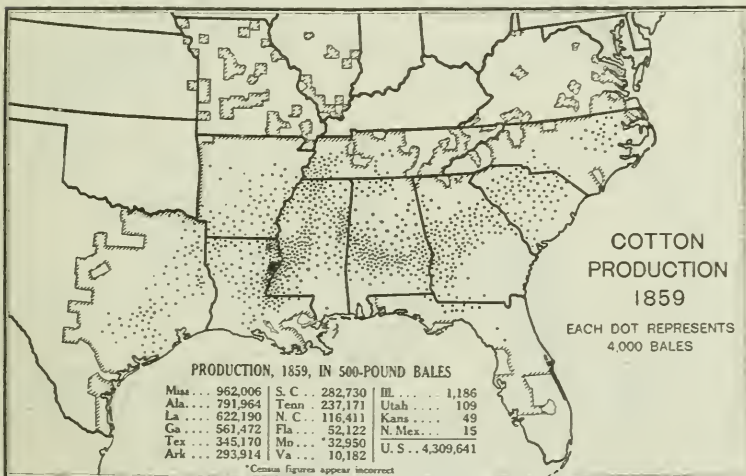 COTTON
PRODUCTION
1859
EACH DOT REPRESENTS
4,000 BALES
PRODUCTION, 1859, IN 500-POUND BALES
Miss... 962,006 S. C .. 282,730 Ill. .... 1,186
Ala.... 791,964 Tenn . 237,171 Utah .... 109
La .... 622,190 N. C .. 116,411 Kans .... 49
Ga .... 561,472 Fla ... 52,122 N. Mex... 15
Tex ... 345,170 Mo... *32,950 U. S .. 4,309,641
Ark ... 293,914 Va .... 10,182
*Census figures appear incorrect